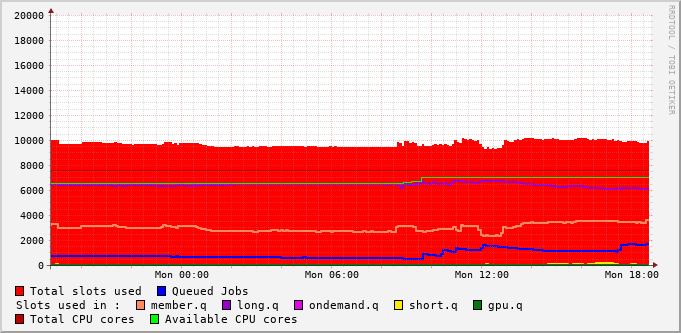 RRDTOOL / TOBI OETIKER
20000
18000
16000
14000
12000
10000
8000
6000
4000
2000
0
Mon 00:00 Mon 06:00 Mon 12:00 Mon 18:00
Total slots used Queued Jobs
Slots used in : member.q long.q ondemand.q short.q gpu.q
Total CPU cores Available CPU cores